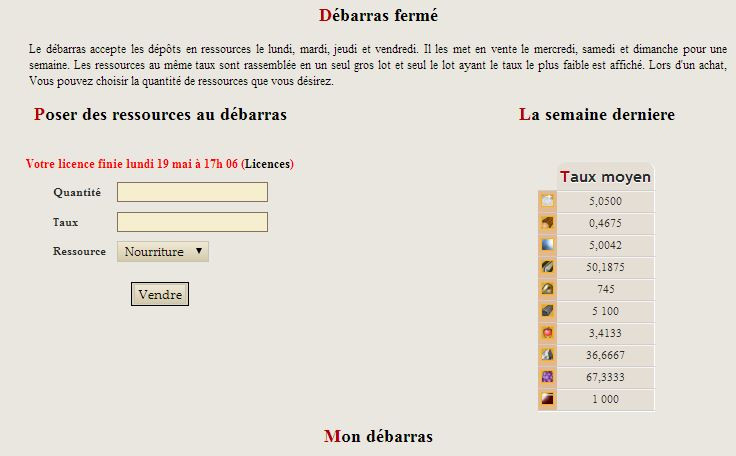 Débarras fermé
Le débarras accepte les dépôts en ressources le lundi, mardi, jeudi et vendredi. Il les met en vente le mercredi, samedi et dimanche pour une
semaine. Les ressources au même taux sont rassemblée en un seul gros lot et seul le lot ayant le taux le plus faible est affiché. Lors d'un achat,
Vous pouvez choisir la quantité de ressources que vous désirez.
Poser des ressources au débarras
Votre licence finie lundi 19 mai à 17h 06 (Licences)
Quantité
Taux
Ressource Nourriture
Vendre
La semaine derniere
Taux moyen
5,0500
0,4675
5,0042
50,1875
745
5 100
3,4133
36,6667
67,3333
1 000
Mon débarras